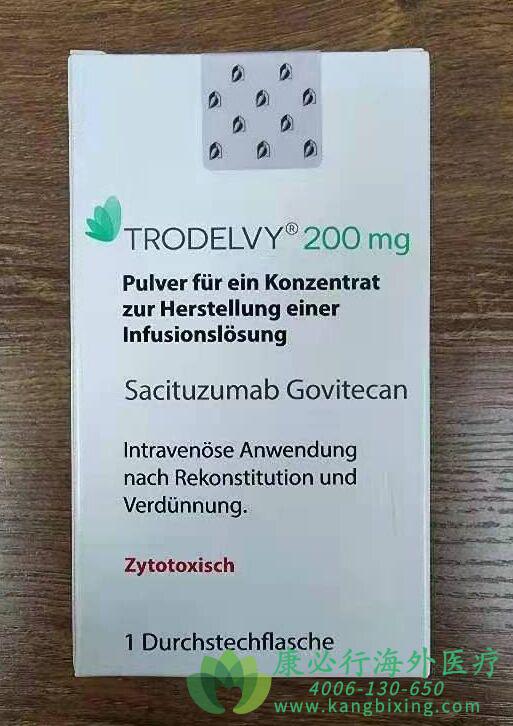 TRODELVY® 200 mg
Pulver für ein Konzentrat
zur Herstellung einer
Infusionslösung
Sacituzumab Govitecan
Intravenöse Anwendung
nach Rekonstitution und
Verdünnung.
Zytotoxisch
1 Durchstechflasche
康必行海外医疗
4006-130-650
www.kangbixing.com